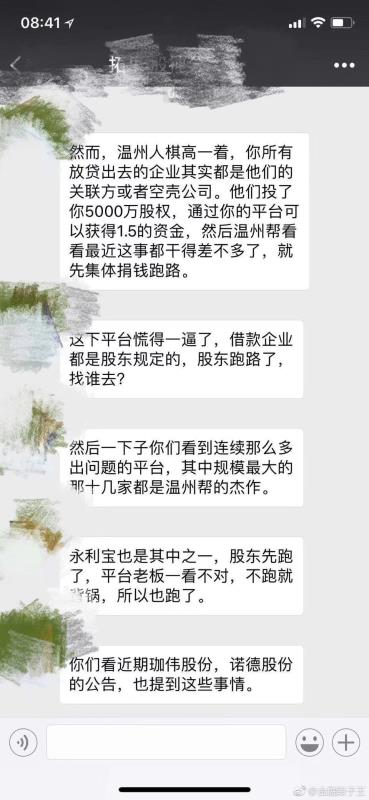 08:41
拓
然而，温州人棋高一着，你所有
放贷出去的企业其实都是他们的
关联方或者空壳公司。他们投了
你5000万股权，通过你的平台可
以获得1.5的资金，然后温州帮看
看最近这事都干得差不多了，就
先集体捐钱跑路。
这下平台慌得一逼了，借款企业
都是股东规定的，股东跑路了，
找谁去？
然后一下子你们看到连续那么多
出问题的平台，其中规模最大的
那十几家都是温州帮的杰作。
永利宝也是其中之一，股东先跑
了，平台老板一看不对，不跑就
背锅，所以也跑了。
你们看近期珈伟股份，诺德股份
的公告，也提到这些事情。